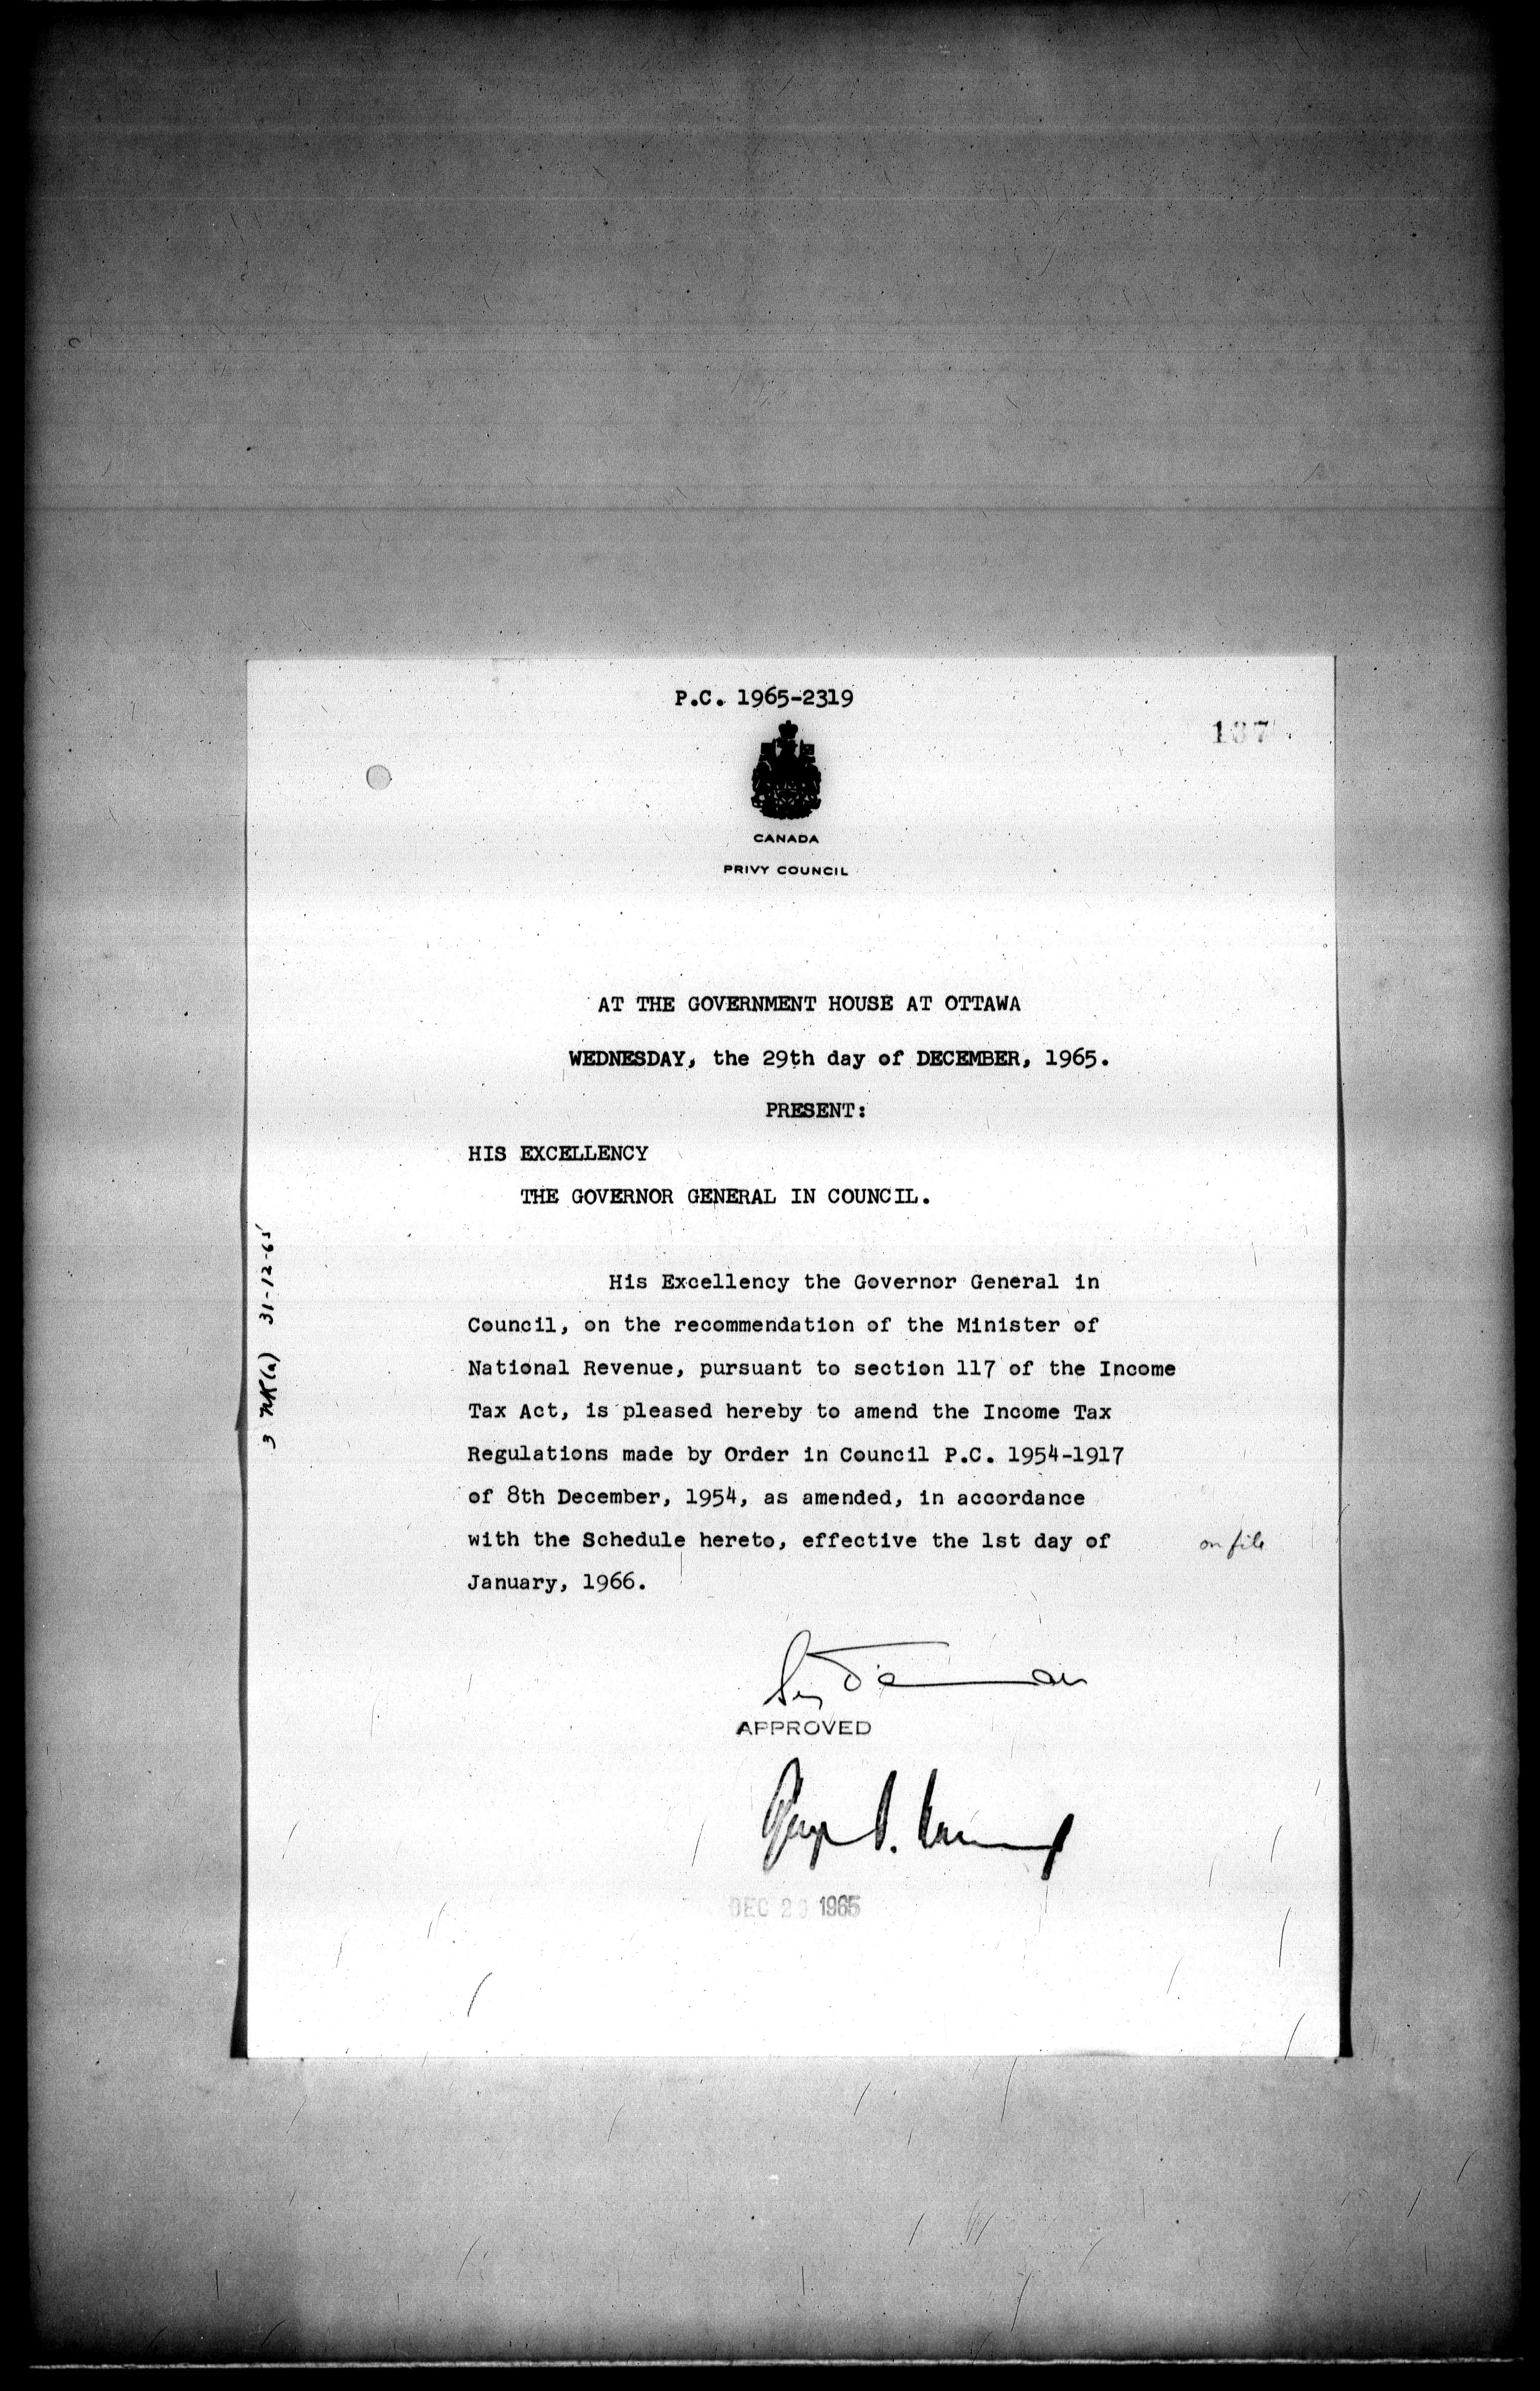 P.C. 1965-2319
137
CANADA
PRIVY COUNCIL
AT THE GOVERNMENT HOUSE AT OTTAWA
WEDNESDAY, the 29th day of DECEMBER, 1965.
PRESENT:
HIS EXCELLENCY
THE GOVERNOR GENERAL IN COUNCIL.
His Excellency the Governor General in
Council, on the recommendation of the Minister of
National Revenue, pursuant to section 117 of the Income
Tax Act, is pleased hereby to amend the Income Tax
Regulations made by Order in Council P.C. 1954-1917
of 8th December, 1954, as amended, in accordance
with the Schedule hereto, effective the 1st day of
on file
January, 1966.
APPROVED
DEC 29 1965
31-12-65